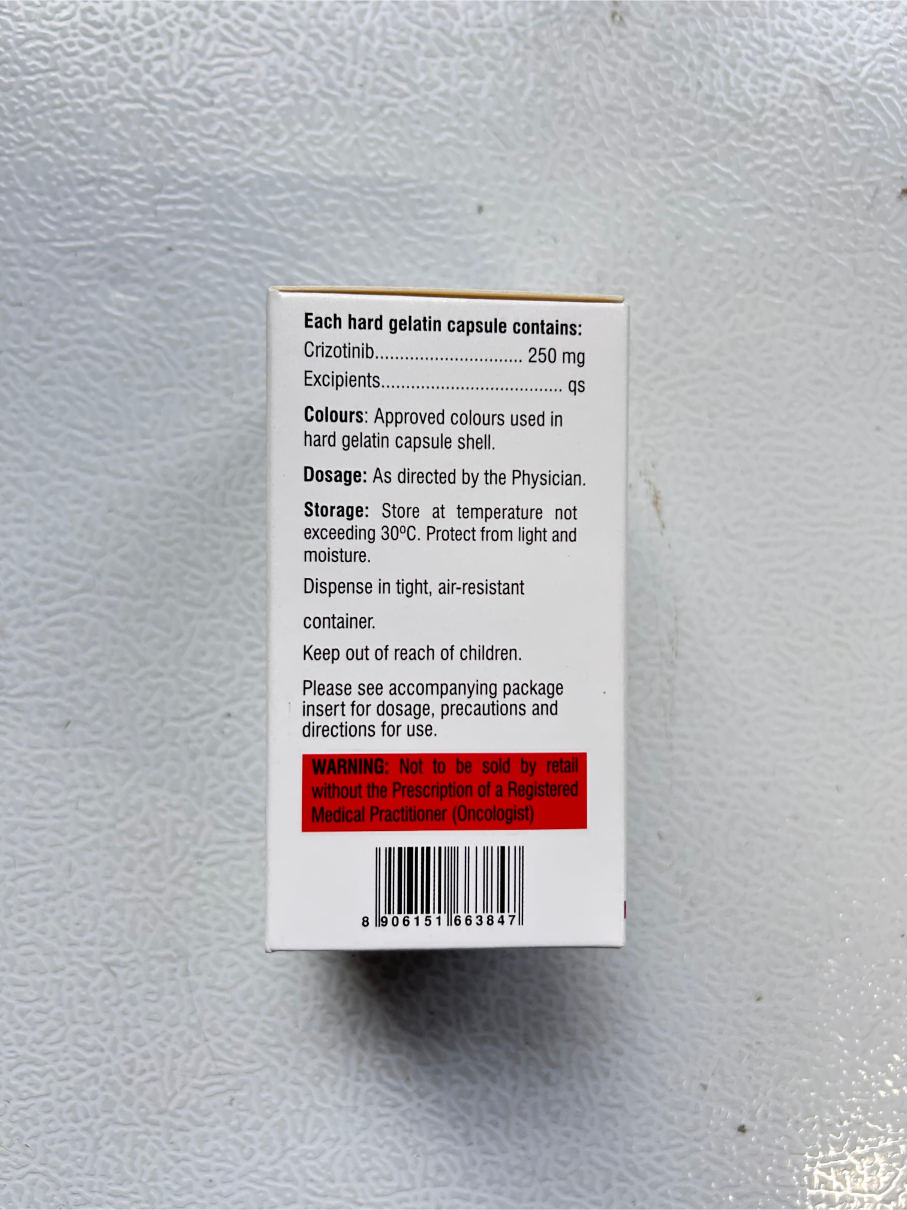 Each hard gelatin capsule contains:
Crizotinib............................. 250 mg
Excipients.................................... qs
Colours: Approved colours used in
hard gelatin capsule shell.
Dosage: As directed by the Physician.
Storage: Store at temperature not
exceeding 30ºC. Protect from light and
moisture.
Dispense in tight, air-resistant
container.
Keep out of reach of children.
Please see accompanying package
insert for dosage, precautions and
directions for use.
WARNING: Not to be sold by retail
without the Prescription of a Registered
Medical Practitioner (Oncologist)
8 906151 663847